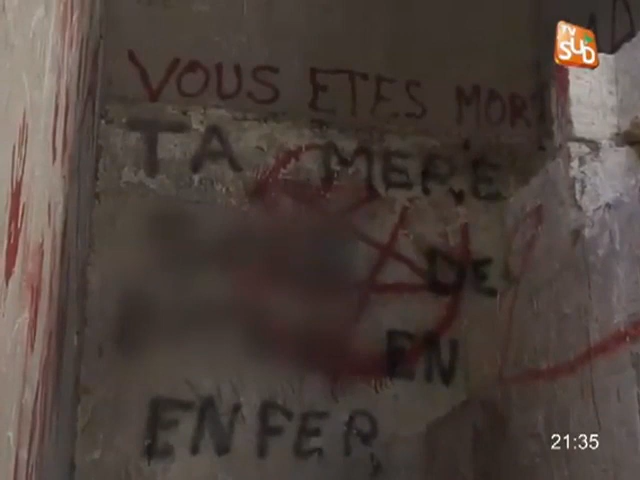 TV SUD
VOUS ETES MORT
TA MERE
DE
EN
ENFER
21:35